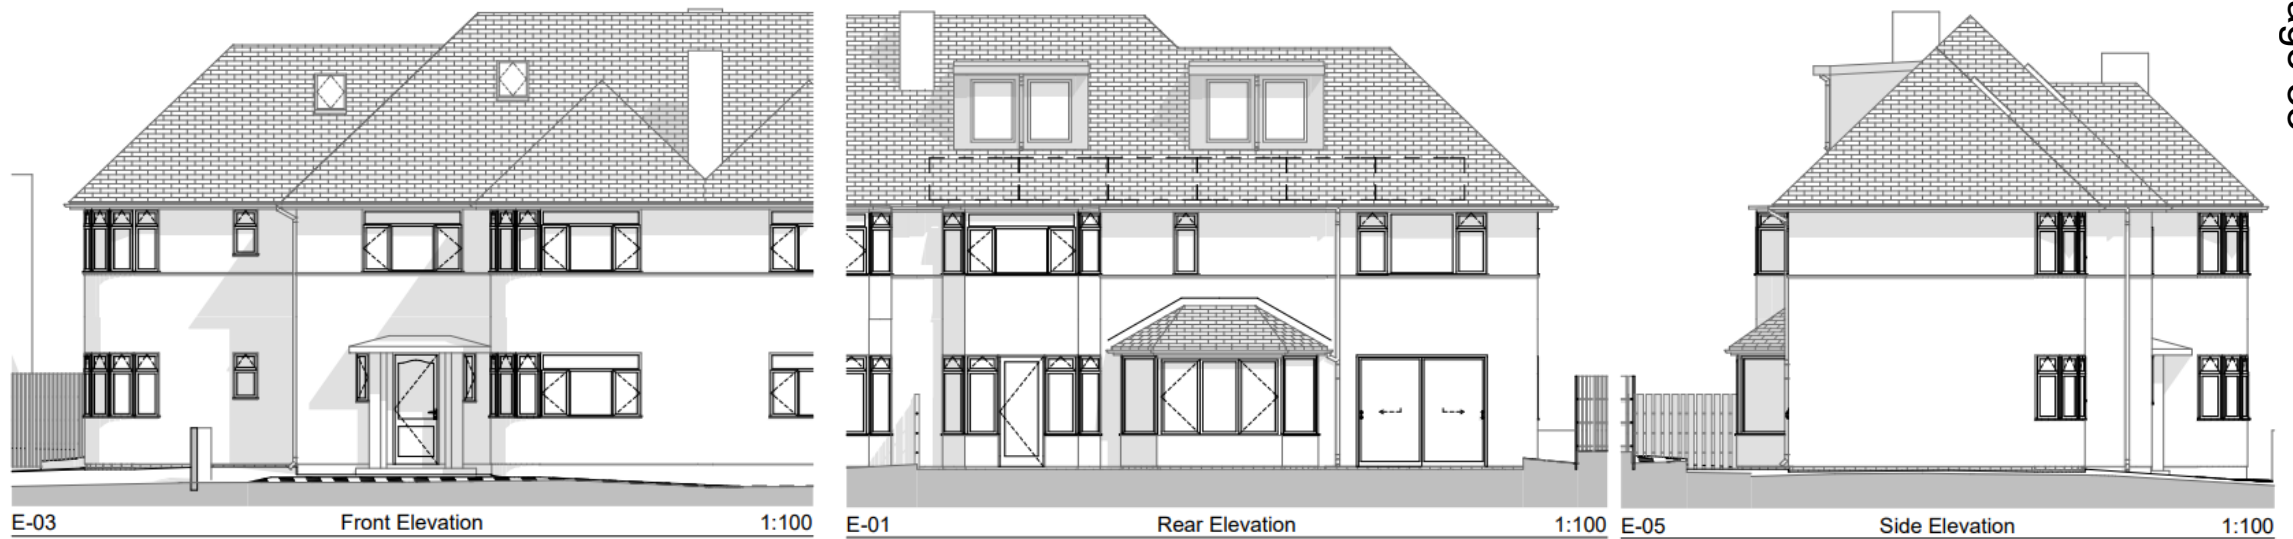 E-03 Front Elevation 1:100
E-01 Rear Elevation 1:100
E-05 Side Elevation 1:100